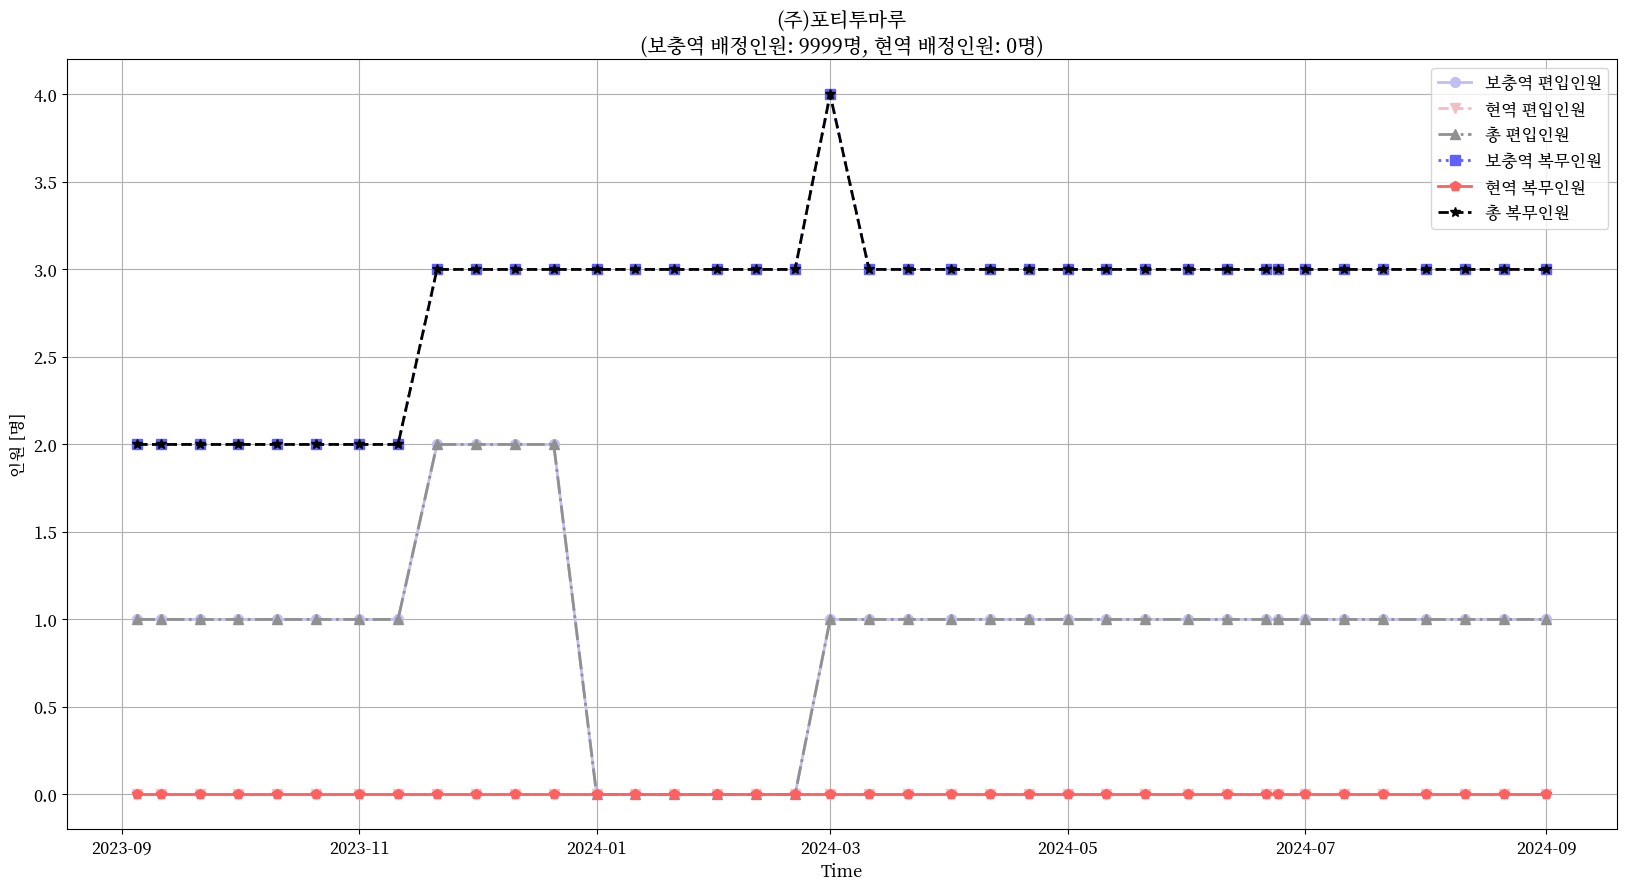 (주)포티투마루
(보충역 배정인원: 9999명, 현역 배정인원: 0명)
보충역 편입인원
현역 편입인원
총 편입인원
보충역 복무인원
현역 복무인원
총 복무인원
인원 [명]
4.0
3.5
3.0
2.5
2.0
1.5
1.0
0.5
0.0
2023-09
2023-11
2024-01
2024-03
2024-05
2024-07
2024-09
Time